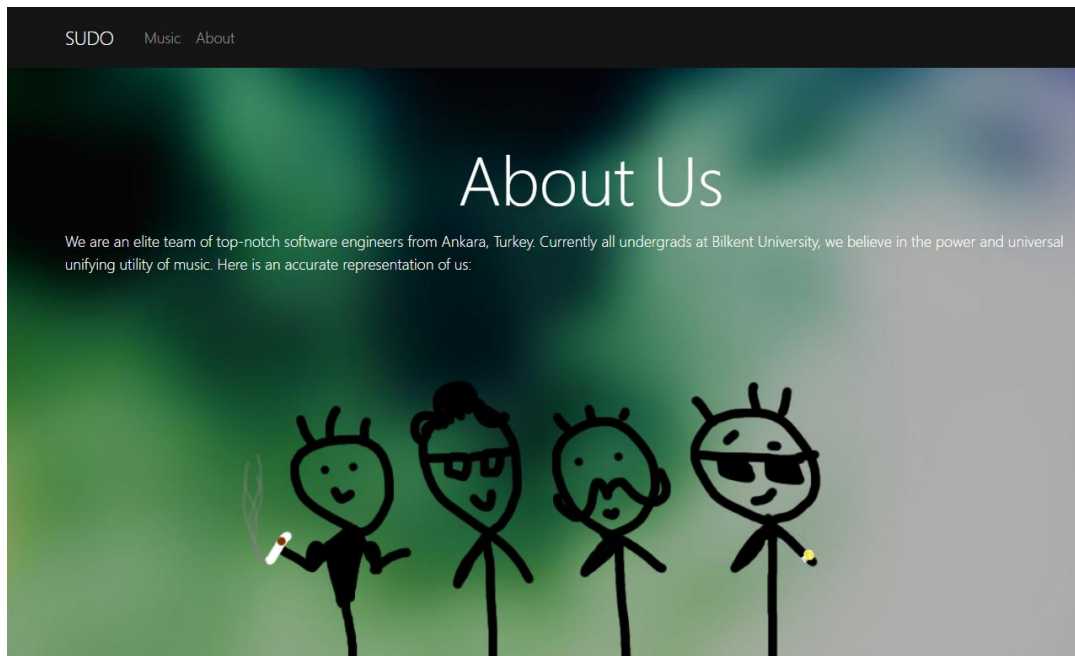 SUDO Music About
About Us
We are an elite team of top-notch software engineers from Ankara, Turkey. Currently all undergrads at Bilkent University, we believe in the power and universal
unifying utility of music. Here is an accurate representation of us: